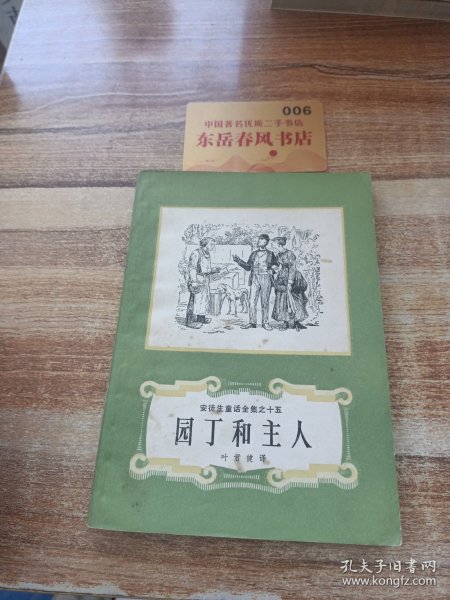 006
中国著名优质二手书店
东岳春风书店
安徒生童话全集之十五
园丁和主人
叶君健译
孔夫子旧书网
www.kongfz.com